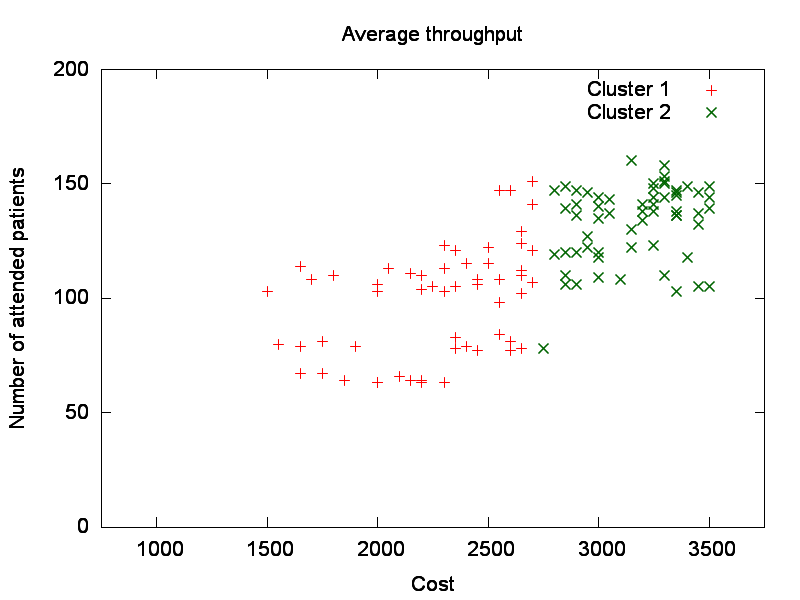 Average throughput
Cluster 1
Cluster 2
Number of attended patients
200
150
100
50
0
1000 1500 2000 2500 3000 3500
Cost